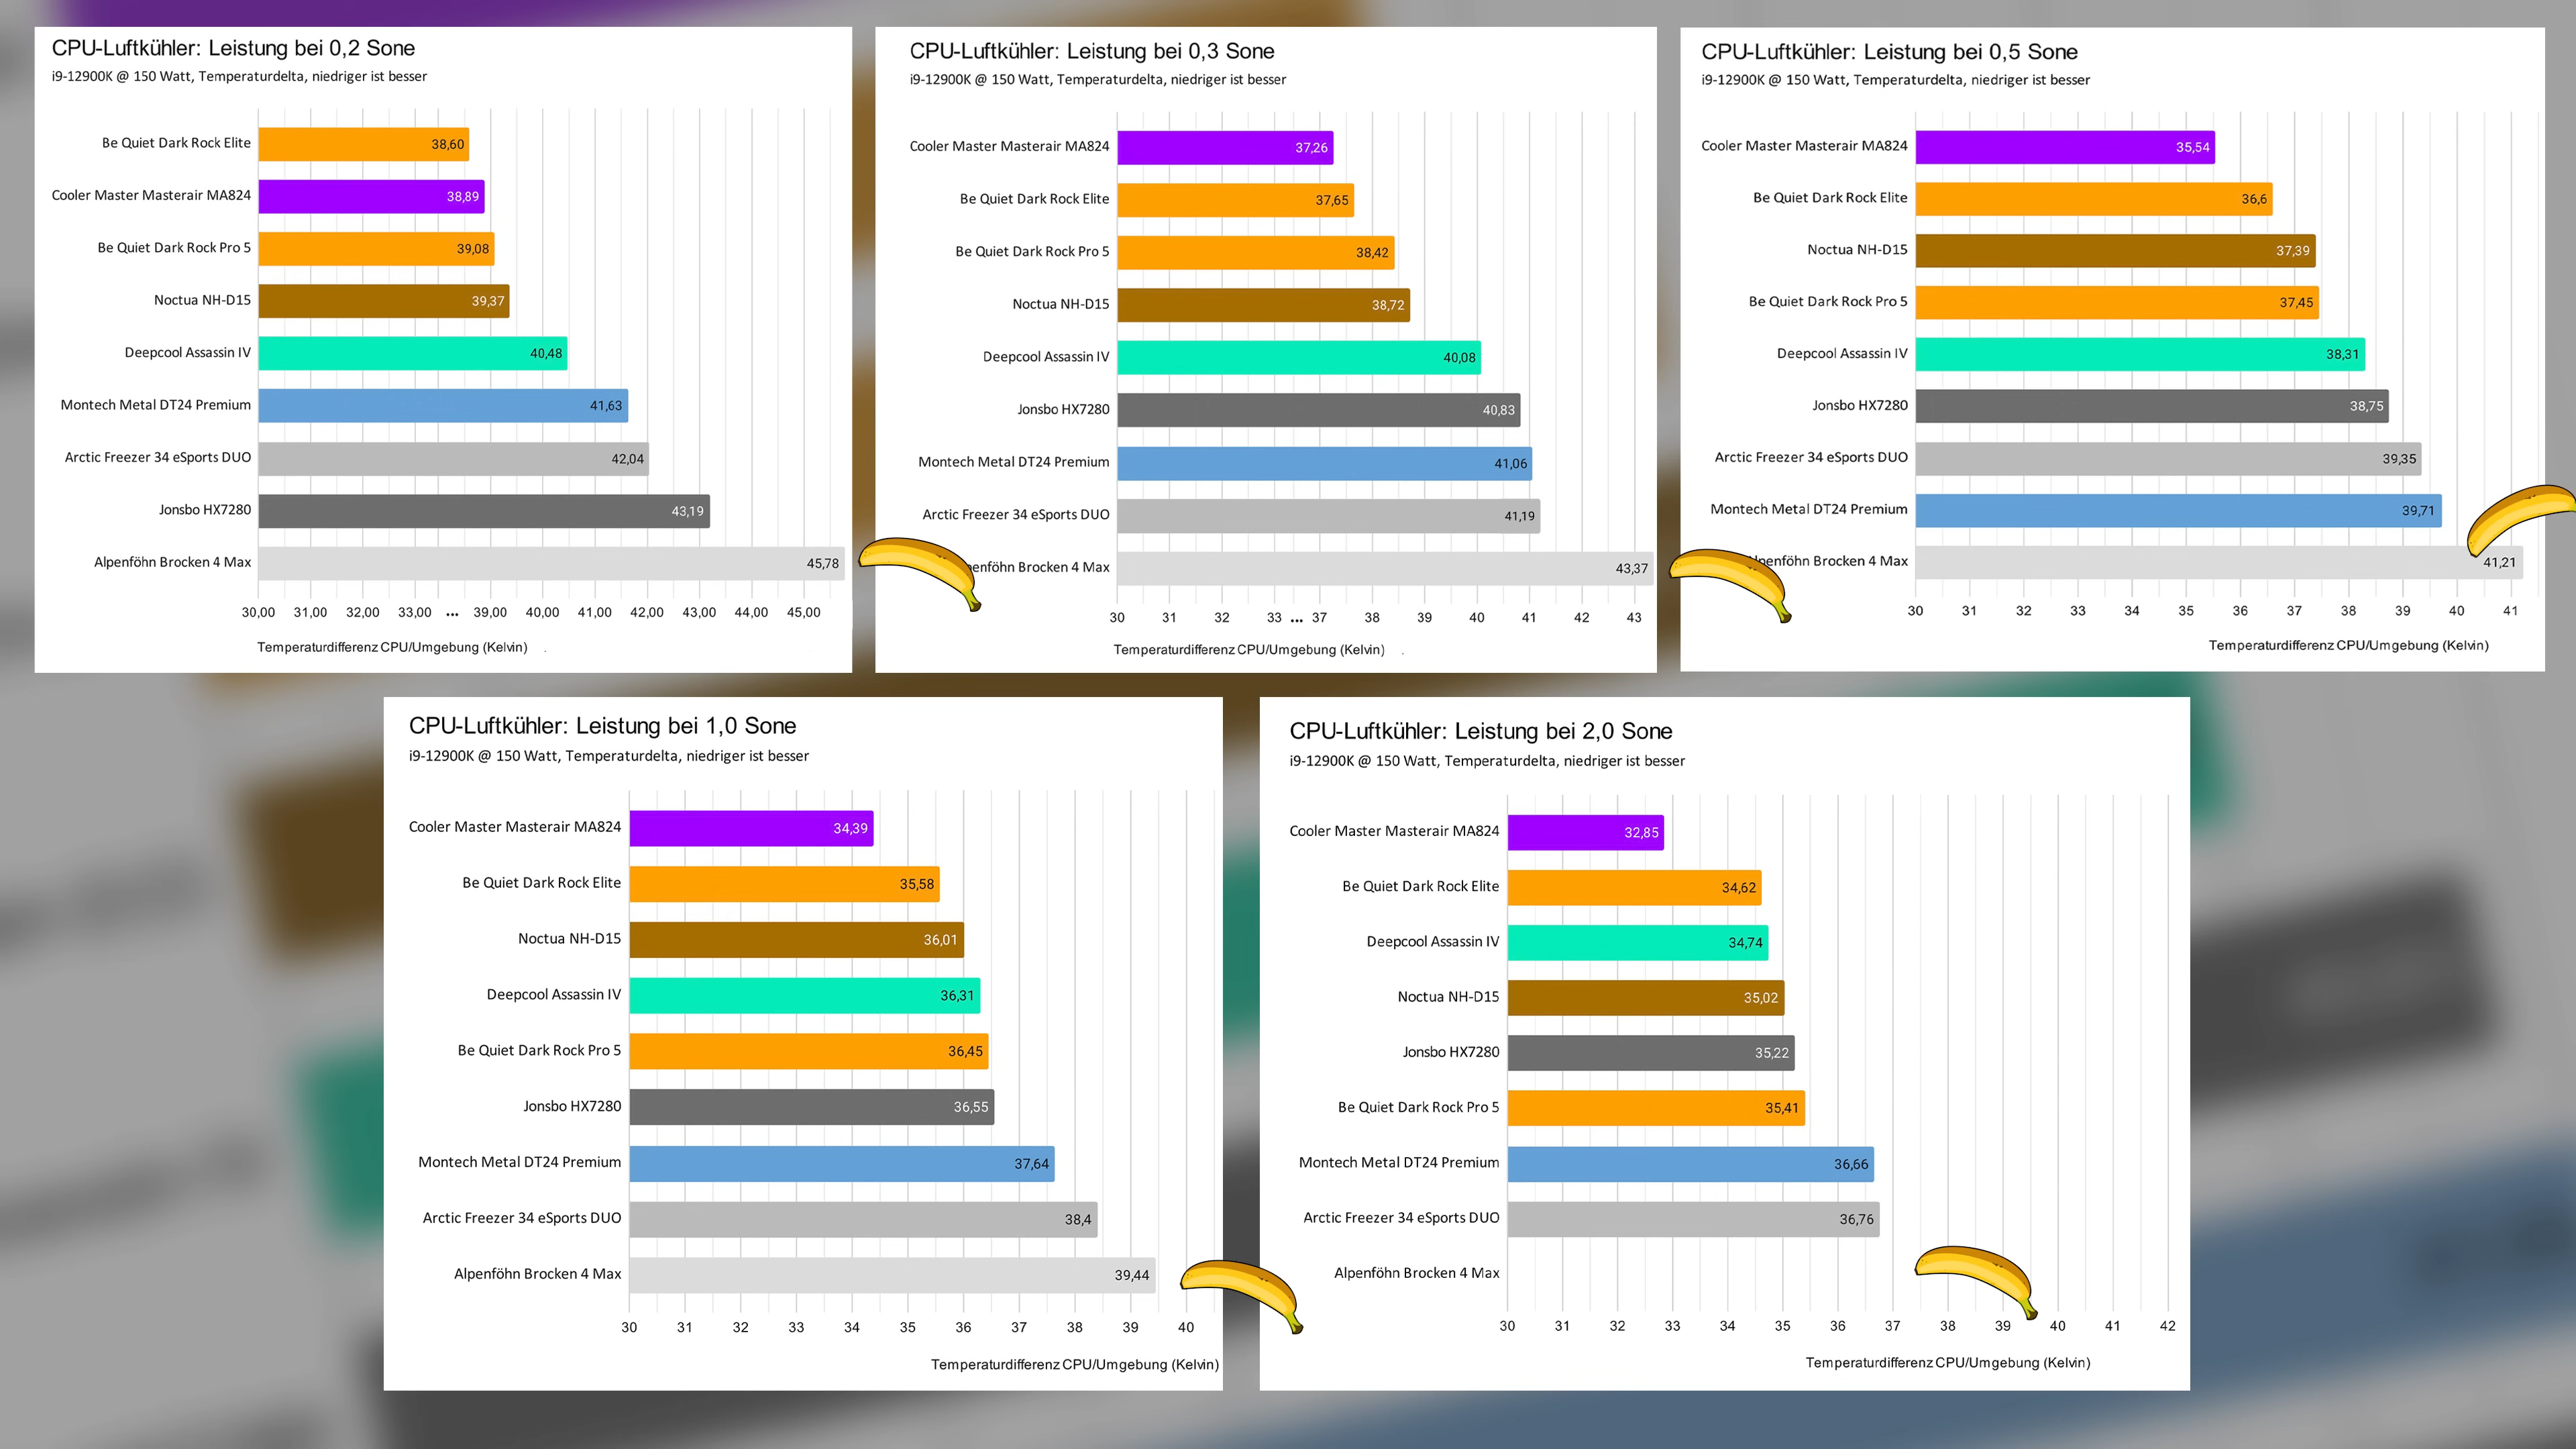 CPU-Luftkühler: Leistung bei 0,2 Sone
i9-12900K @ 150 Watt, Temperaturdelta, niedriger ist besser
Be Quiet Dark Rock Elite 38,60
Cooler Master Masterair MA824 38,89
Be Quiet Dark Rock Pro 5 39,08
Noctua NH-D15 39,37
Deepcool Assassin IV 40,48
Montech Metal DT24 Premium 41,63
Arctic Freezer 34 eSports DUO 42,04
Jonsbo HX7280 43,19
Alpenföhn Brocken 4 Max 45,78
30,00 31,00 32,00 33,00 ... 39,00 40,00 41,00 42,00 43,00 44,00 45,00
Temperaturdifferenz CPU/Umgebung (Kelvin)
CPU-Luftkühler: Leistung bei 0,3 Sone
i9-12900K @ 150 Watt, Temperaturdelta, niedriger ist besser
Cooler Master Masterair MA824 37,26
Be Quiet Dark Rock Elite 37,65
Be Quiet Dark Rock Pro 5 38,42
Noctua NH-D15 38,72
Deepcool Assassin IV 40,08
Jonsbo HX7280 40,83
Montech Metal DT24 Premium 41,06
Arctic Freezer 34 eSports DUO 41,19
penföhn Brocken 4 Max 43,37
30 31 32 33 ... 37 38 39 40 41 42 43
Temperaturdifferenz CPU/Umgebung (Kelvin)
CPU-Luftkühler: Leistung bei 0,5 Sone
i9-12900K @ 150 Watt, Temperaturdelta, niedriger ist besser
Cooler Master Masterair MA824 35,54
Be Quiet Dark Rock Elite 36,6
Noctua NH-D15 37,39
Be Quiet Dark Rock Pro 5 37,45
Deepcool Assassin IV 38,31
Jonsbo HX7280 38,75
Arctic Freezer 34 eSports DUO 39,35
Montech Metal DT24 Premium 39,71
lpenföhn Brocken 4 Max 41,21
30 31 32 33 34 35 36 37 38 39 40 41
Temperaturdifferenz CPU/Umgebung (Kelvin)
CPU-Luftkühler: Leistung bei 1,0 Sone
i9-12900K @ 150 Watt, Temperaturdelta, niedriger ist besser
Cooler Master Masterair MA824 34,39
Be Quiet Dark Rock Elite 35,58
Noctua NH-D15 36,01
Deepcool Assassin IV 36,31
Be Quiet Dark Rock Pro 5 36,45
Jonsbo HX7280 36,55
Montech Metal DT24 Premium 37,64
Arctic Freezer 34 eSports DUO 38,4
Alpenföhn Brocken 4 Max 39,44
30 31 32 33 34 35 36 37 38 39 40
Temperaturdifferenz CPU/Umgebung (Kelvin)
CPU-Luftkühler: Leistung bei 2,0 Sone
i9-12900K @ 150 Watt, Temperaturdelta, niedriger ist besser
Cooler Master Masterair MA824 32,85
Be Quiet Dark Rock Elite 34,62
Deepcool Assassin IV 34,74
Noctua NH-D15 35,02
Jonsbo HX7280 35,22
Be Quiet Dark Rock Pro 5 35,41
Montech Metal DT24 Premium 36,66
Arctic Freezer 34 eSports DUO 36,76
Alpenföhn Brocken 4 Max
30 31 32 33 34 35 36 37 38 39 40 41 42
Temperaturdifferenz CPU/Umgebung (Kelvin)